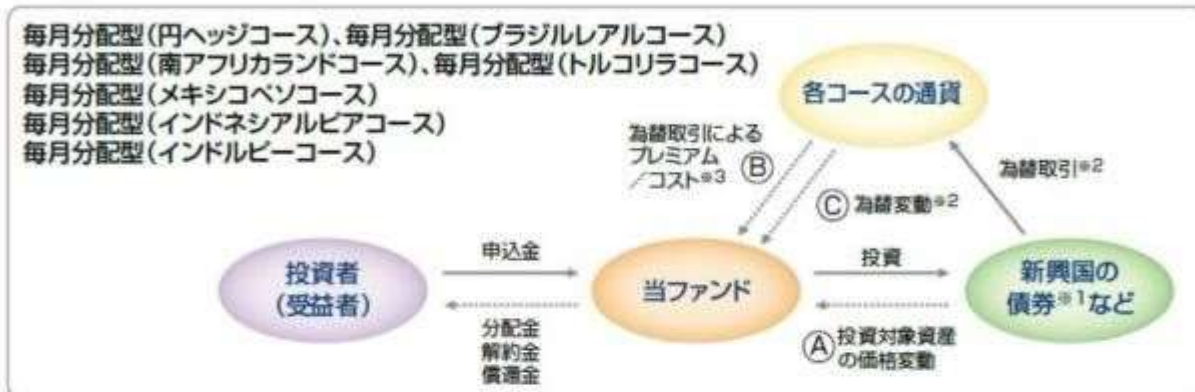 毎月分配型(円ヘッジコース)、毎月分配型(ブラジルレアルコース)
毎月分配型(南アフリカランドコース)、毎月分配型(トルコリラコース)
毎月分配型(メキシコペソコース)
毎月分配型(インドネシアルピアコース)
毎月分配型(インドルピーコース)
各コースの通貨
為替取引による
プレミアム
/コスト※3
Ⓑ
Ⓒ 為替変動※2
為替取引※2
投資者
(受益者)
申込金
分配金
解約金
償還金
当ファンド
投資
Ⓐ 投資対象資産
の価格変動
新興国の
債券※1など